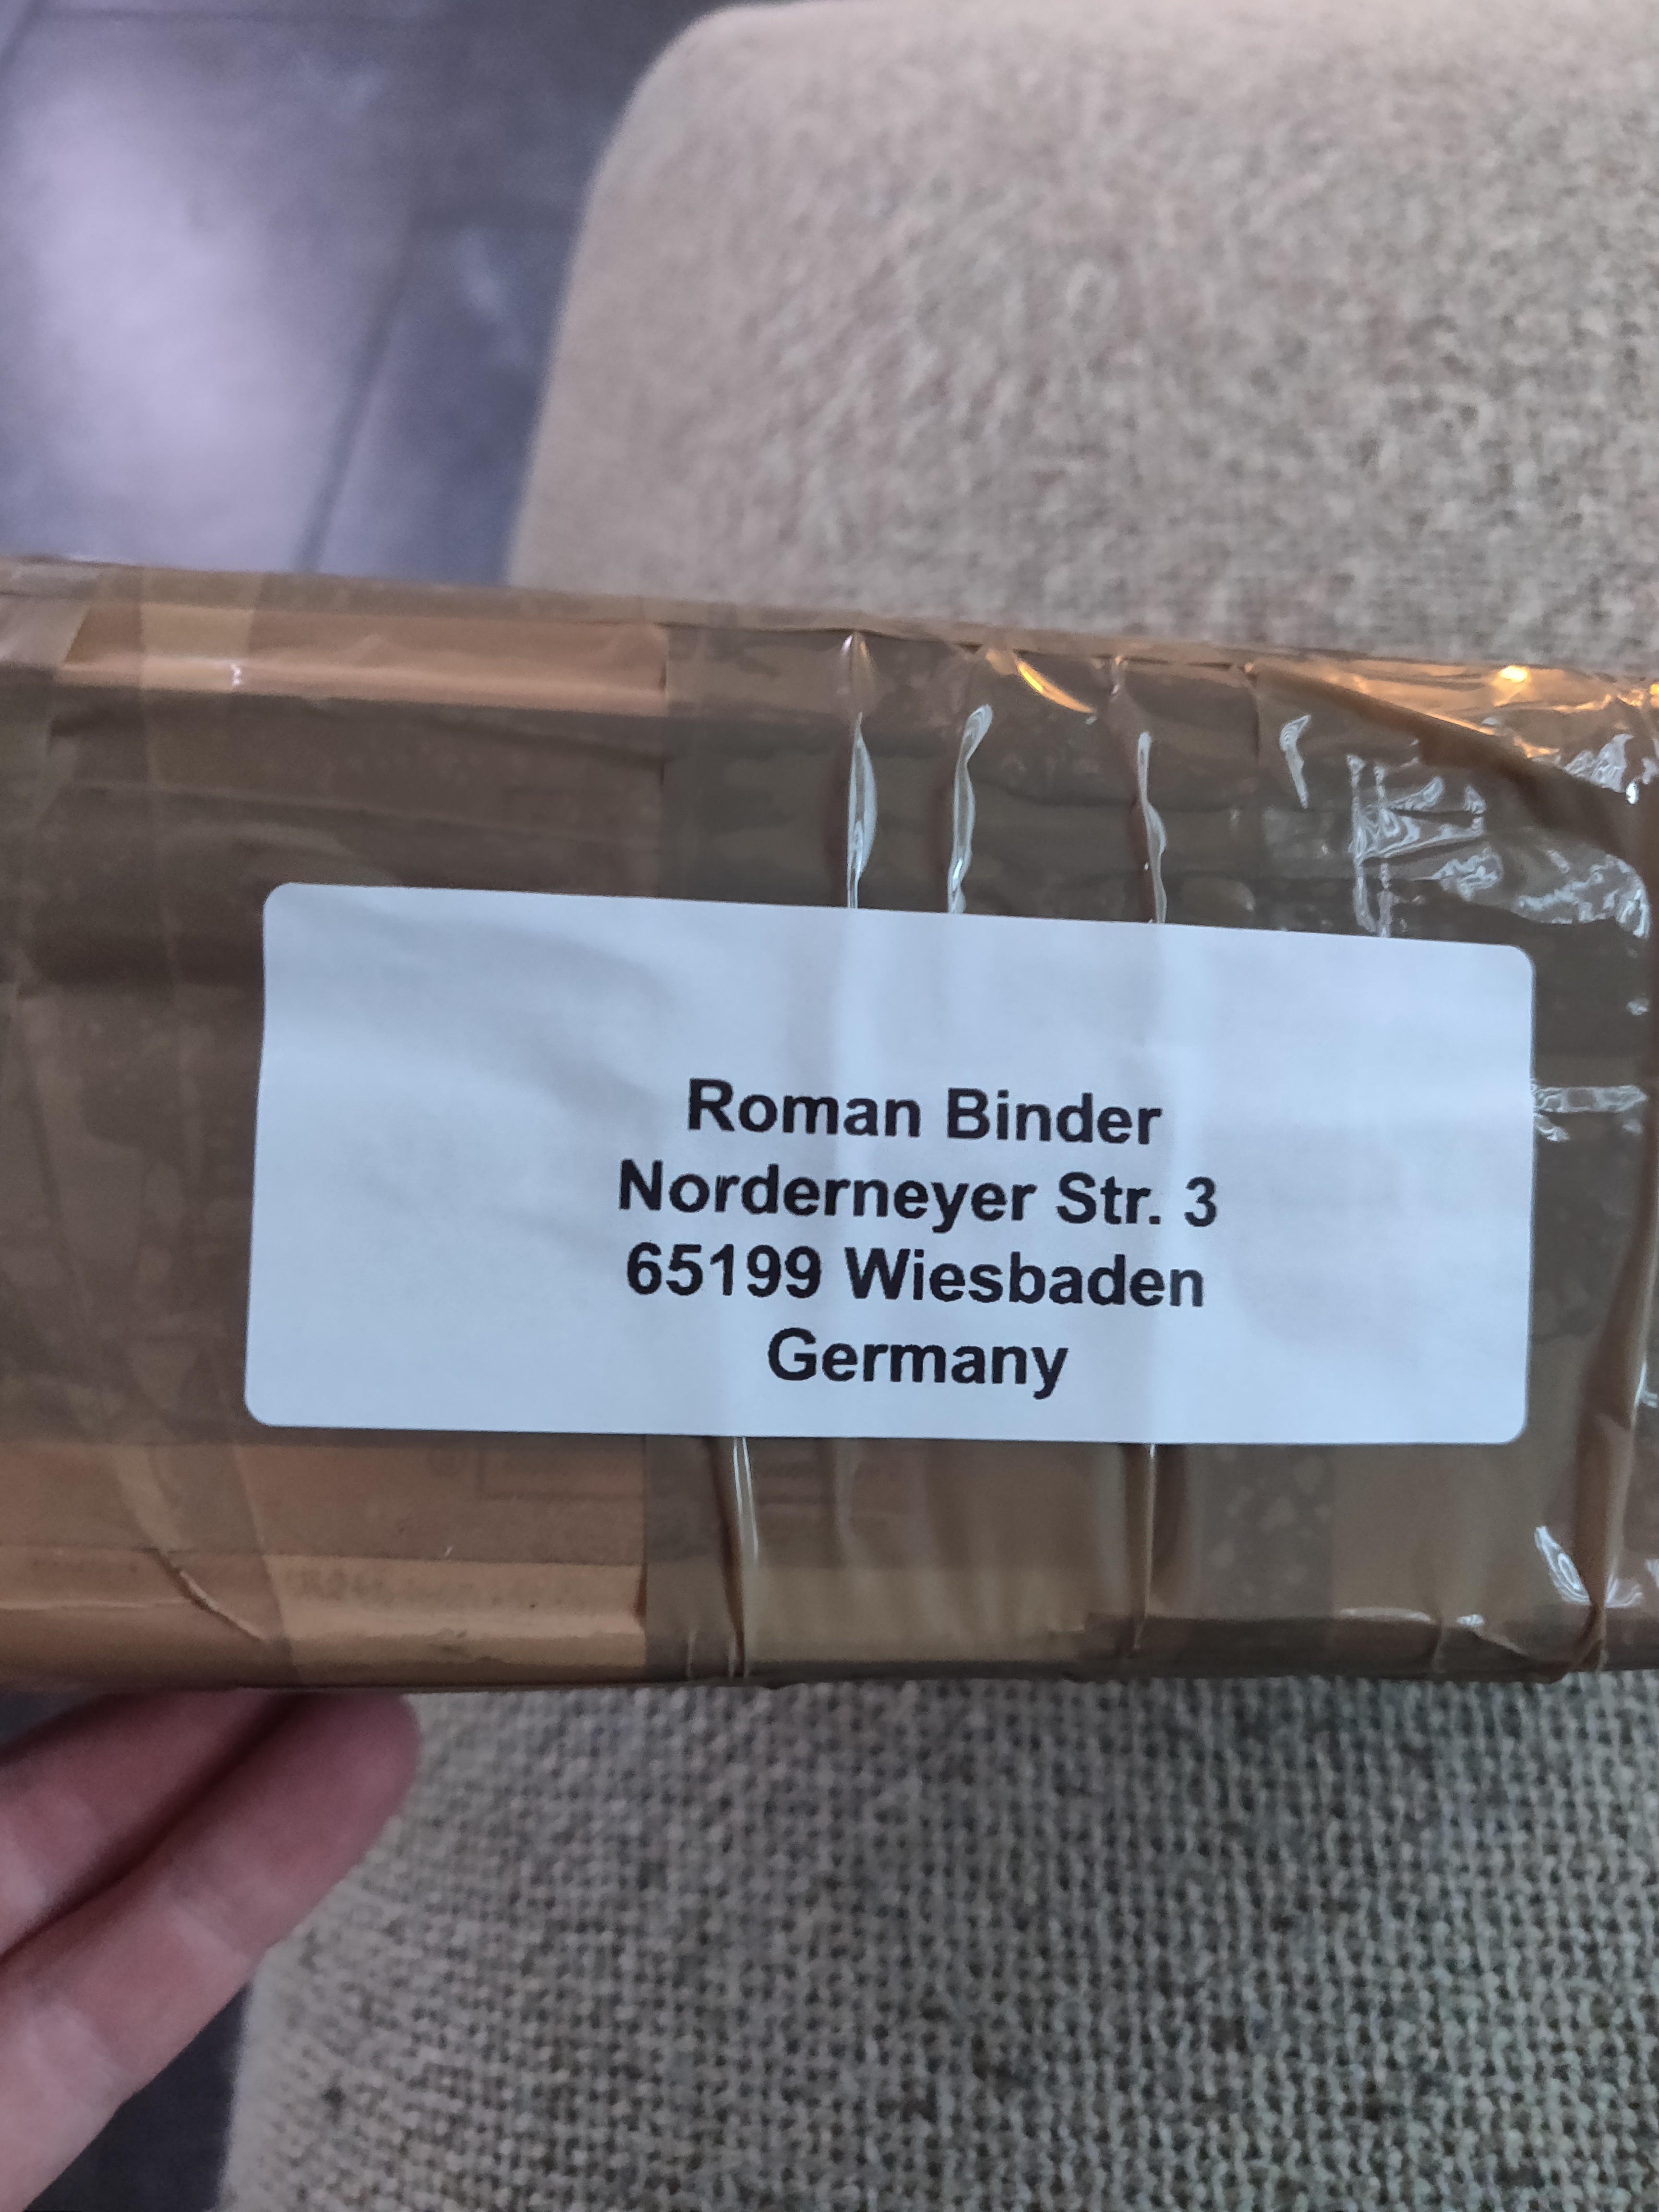 Roman Binder
Norderneyer Str. 3
65199 Wiesbaden
Germany